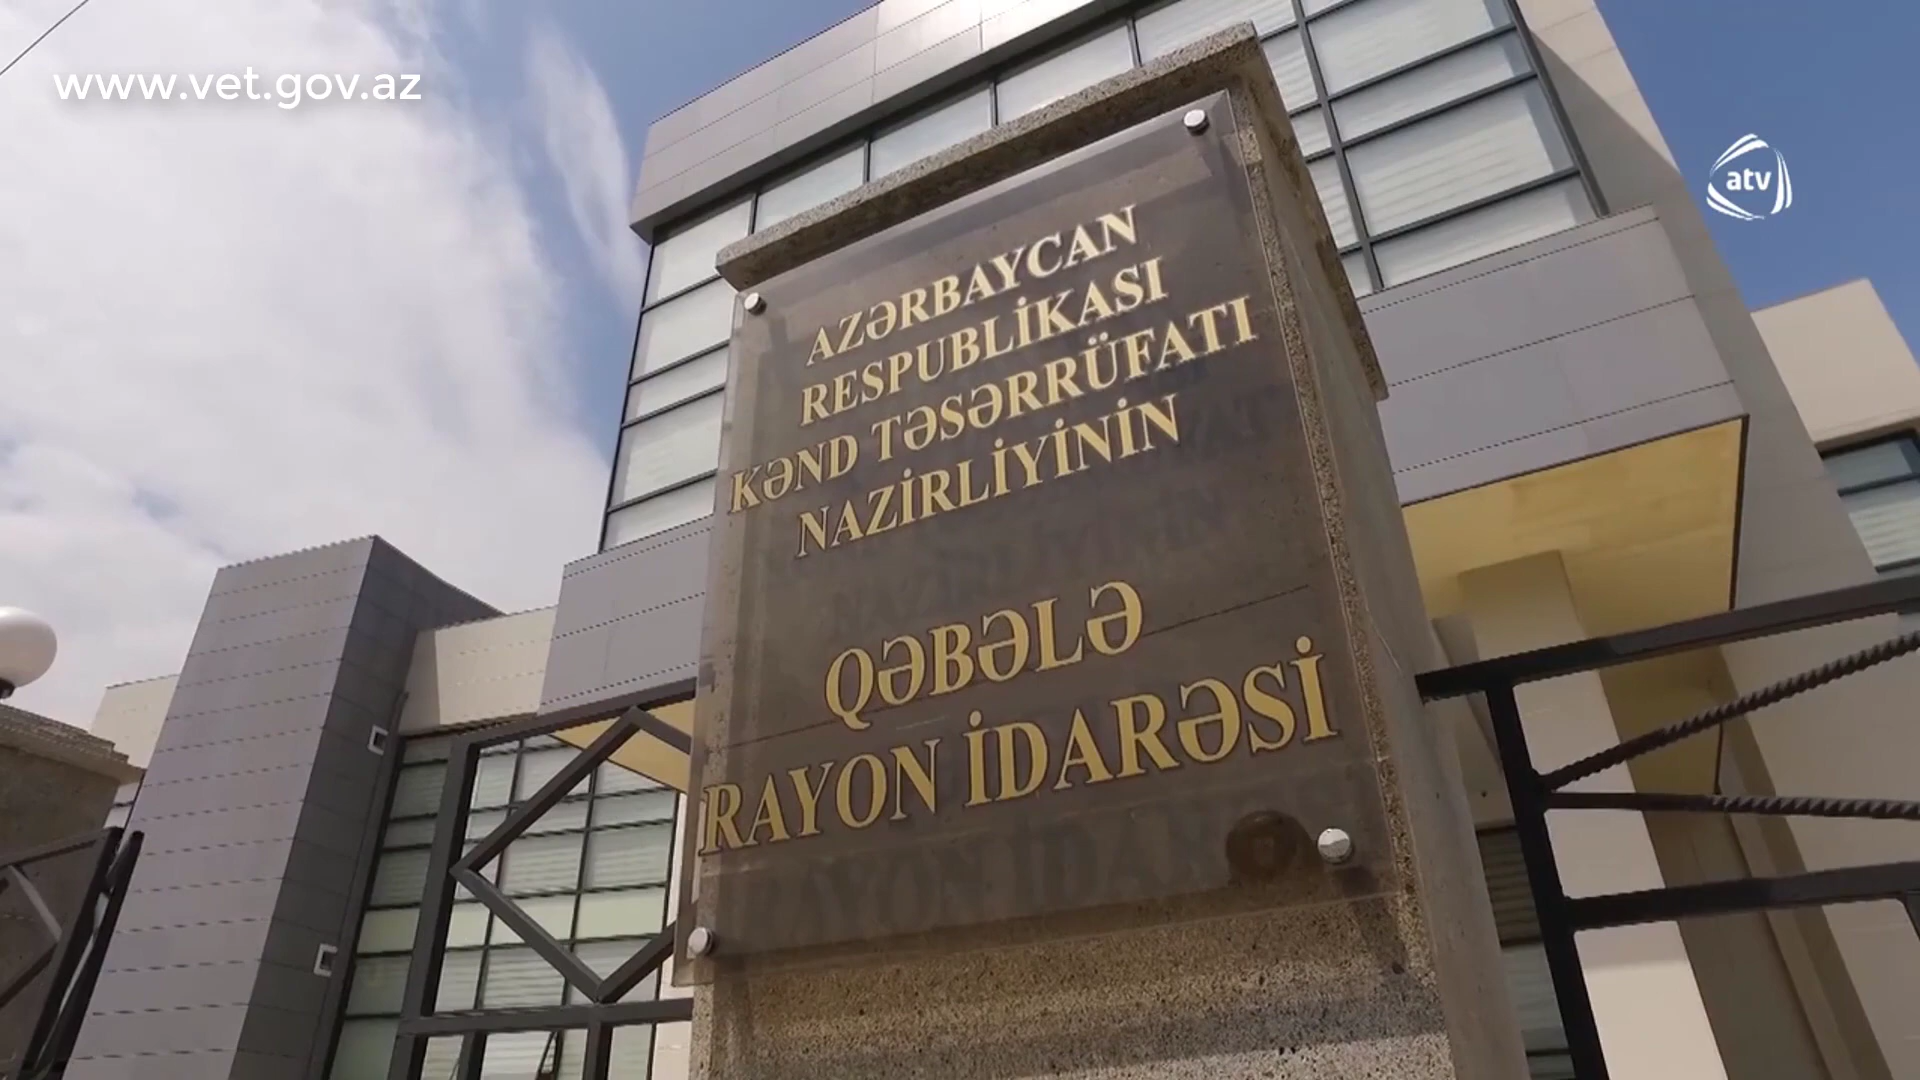 www.vet.gov.az
atv
AZƏRBAYCAN
RESPUBLİKASI
KƏND TƏSƏRRÜFATI
NAZİRLİYİNİN
QƏBƏLƏ
RAYON İDARƏSİ